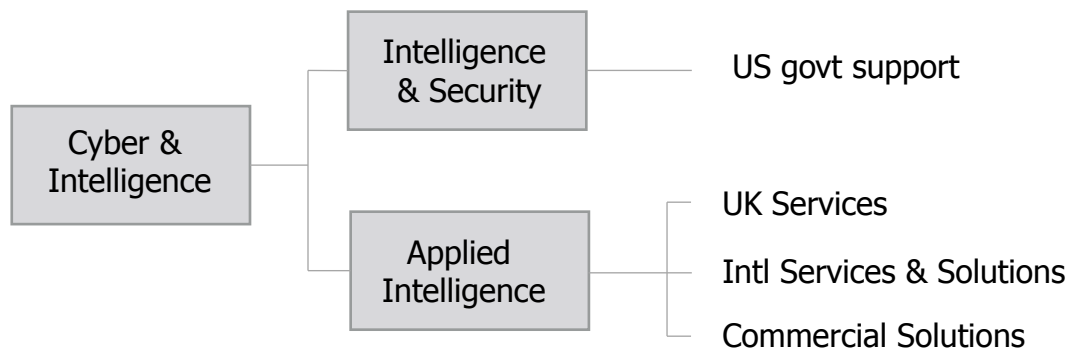 Intelligence
& Security
US govt support
Cyber &
Intelligence
UK Services
Applied
Intelligence
Intl Services & Solutions
Commercial Solutions